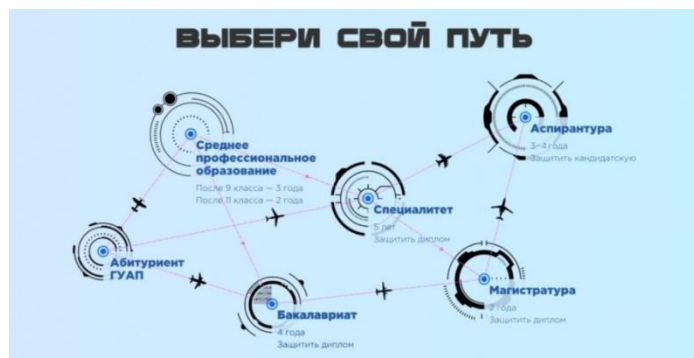 ВЫБЕРИ СВОЙ ПУТЬ
Среднее
профессиональное
образование
После 9 класса — 3 года
После 11 класса — 2 года
Аспирантура
3–4 года
Защитить кандидатскую
Специалитет
5 лет
Защитить диплом
Абитуриент
ГУАП
Бакалавриат
4 года
Защитить диплом
Магистратура
2 года
Защитить диплом